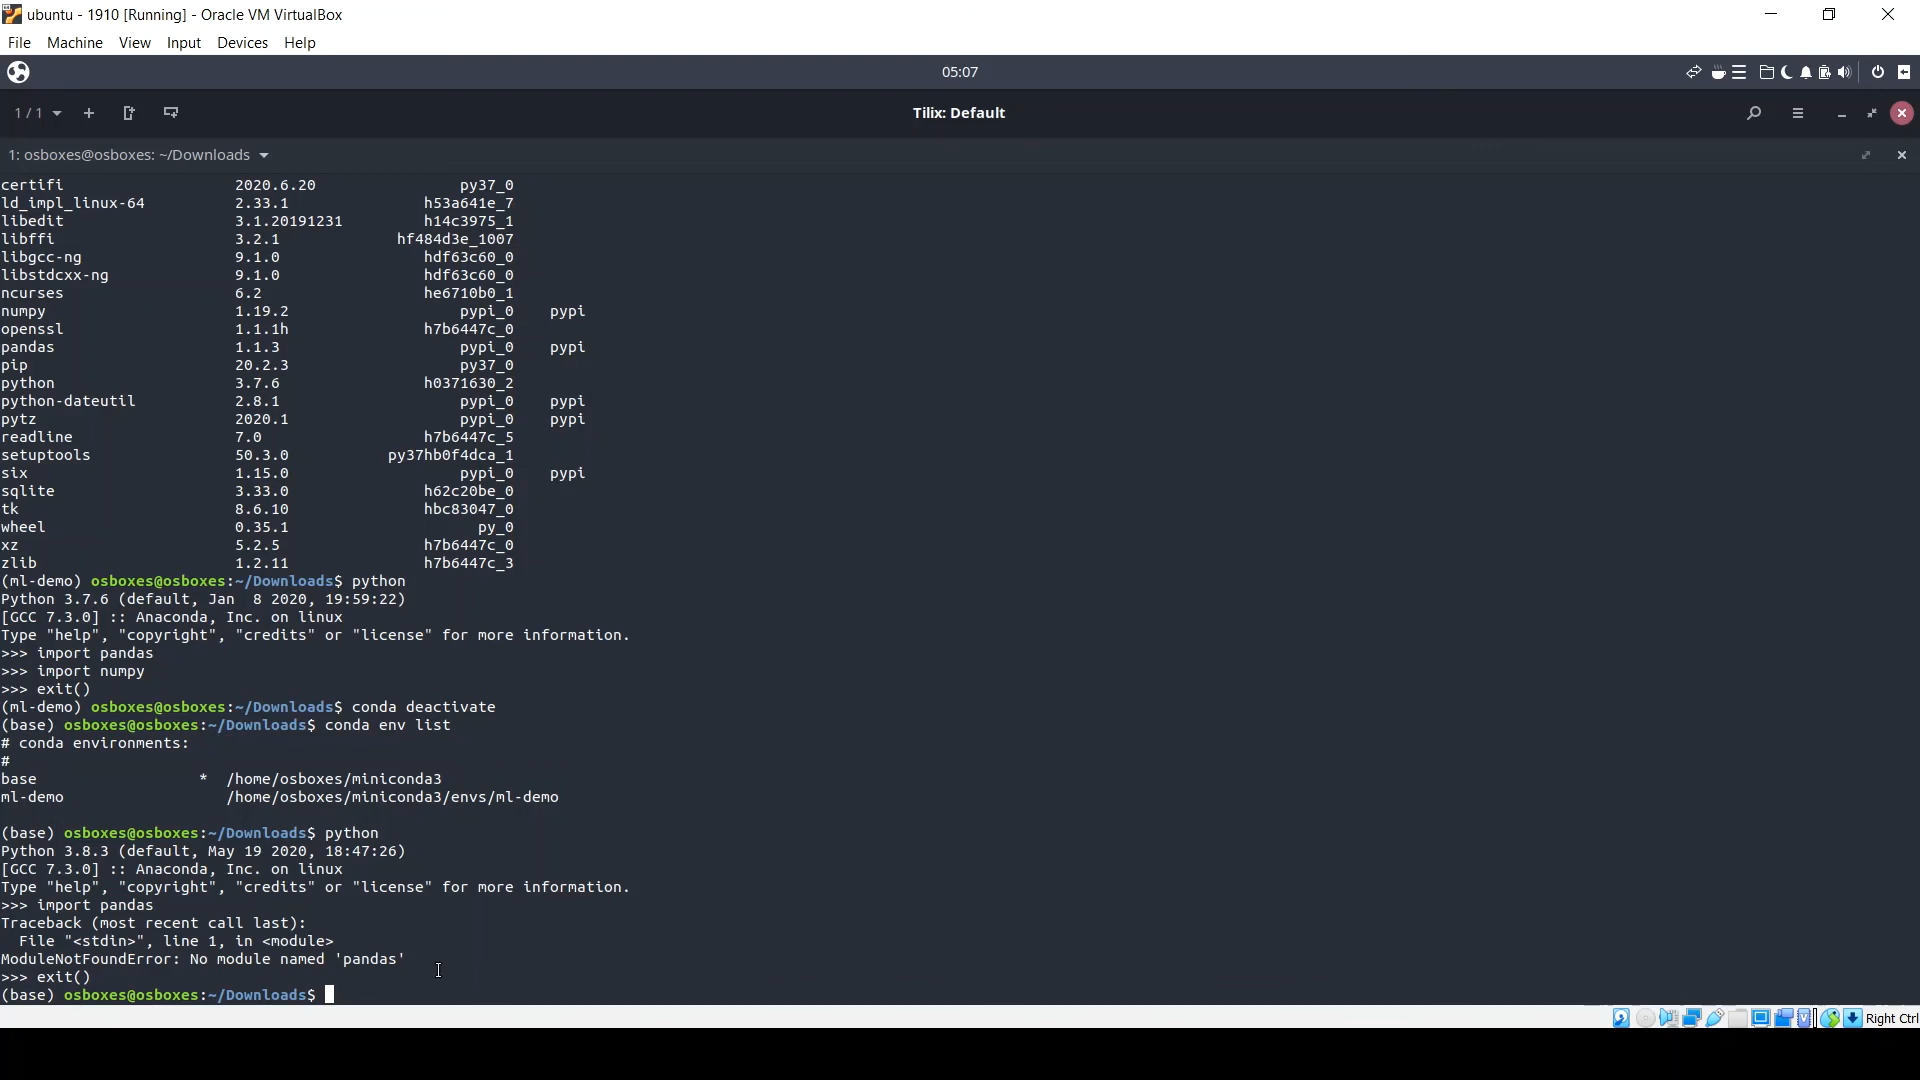 ubuntu - 1910 [Running] - Oracle VM VirtualBox
File Machine View Input Devices Help
05:07
1 / 1
Tilix: Default
1: osboxes@osboxes: ~/Downloads
certifi 2020.6.20 py37_0
ld_impl_linux-64 2.33.1 h53a641e_7
libedit 3.1.20191231 h14c3975_1
libffi 3.2.1 hf484d3e_1007
libgcc-ng 9.1.0 hdf63c60_0
libstdcxx-ng 9.1.0 hdf63c60_0
ncurses 6.2 he6710b0_1
numpy 1.19.2 pypi_0 pypi
openssl 1.1.1h h7b6447c_0
pandas 1.1.3 pypi_0 pypi
pip 20.2.3 py37_0
python 3.7.6 h0371630_2
python-dateutil 2.8.1 pypi_0 pypi
pytz 2020.1 pypi_0 pypi
readline 7.0 h7b6447c_5
setuptools 50.3.0 py37hb0f4dca_1
six 1.15.0 pypi_0 pypi
sqlite 3.33.0 h62c20be_0
tk 8.6.10 hbc83047_0
wheel 0.35.1 py_0
xz 5.2.5 h7b6447c_0
zlib 1.2.11 h7b6447c_3
(ml-demo) osboxes@osboxes:~/Downloads$ python
Python 3.7.6 (default, Jan  8 2020, 19:59:22)
[GCC 7.3.0] :: Anaconda, Inc. on linux
Type "help", "copyright", "credits" or "license" for more information.
>>> import pandas
>>> import numpy
>>> exit()
(ml-demo) osboxes@osboxes:~/Downloads$ conda deactivate
(base) osboxes@osboxes:~/Downloads$ conda env list
# conda environments:
#
base * /home/osboxes/miniconda3
ml-demo /home/osboxes/miniconda3/envs/ml-demo
(base) osboxes@osboxes:~/Downloads$ python
Python 3.8.3 (default, May 19 2020, 18:47:26)
[GCC 7.3.0] :: Anaconda, Inc. on linux
Type "help", "copyright", "credits" or "license" for more information.
>>> import pandas
Traceback (most recent call last):
  File "<stdin>", line 1, in <module>
ModuleNotFoundError: No module named 'pandas'
>>> exit()
(base) osboxes@osboxes:~/Downloads$
Right Ctrl